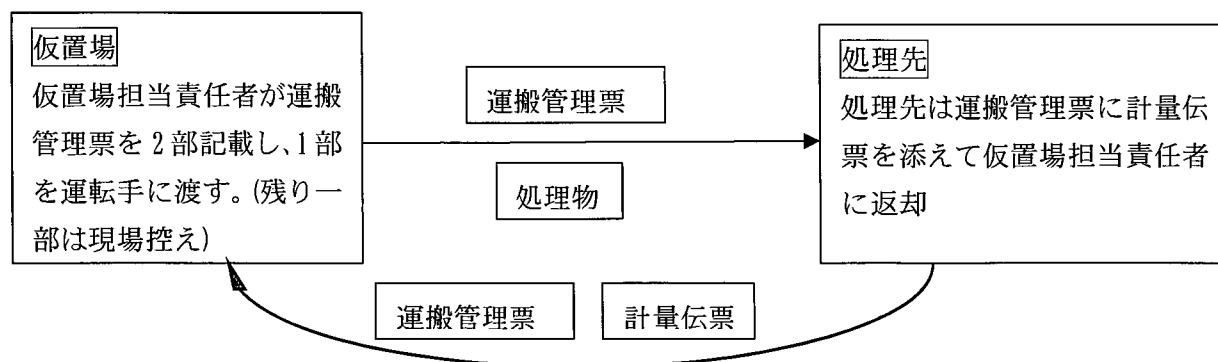 仮置場
仮置場担当責任者が運搬
管理票を2部記載し、1部
を運転手に渡す。(残り一
部は現場控え)
運搬管理票
処理物
処理先
処理先は運搬管理票に計量伝
票を添えて仮置場担当責任者
に返却
運搬管理票
計量伝票